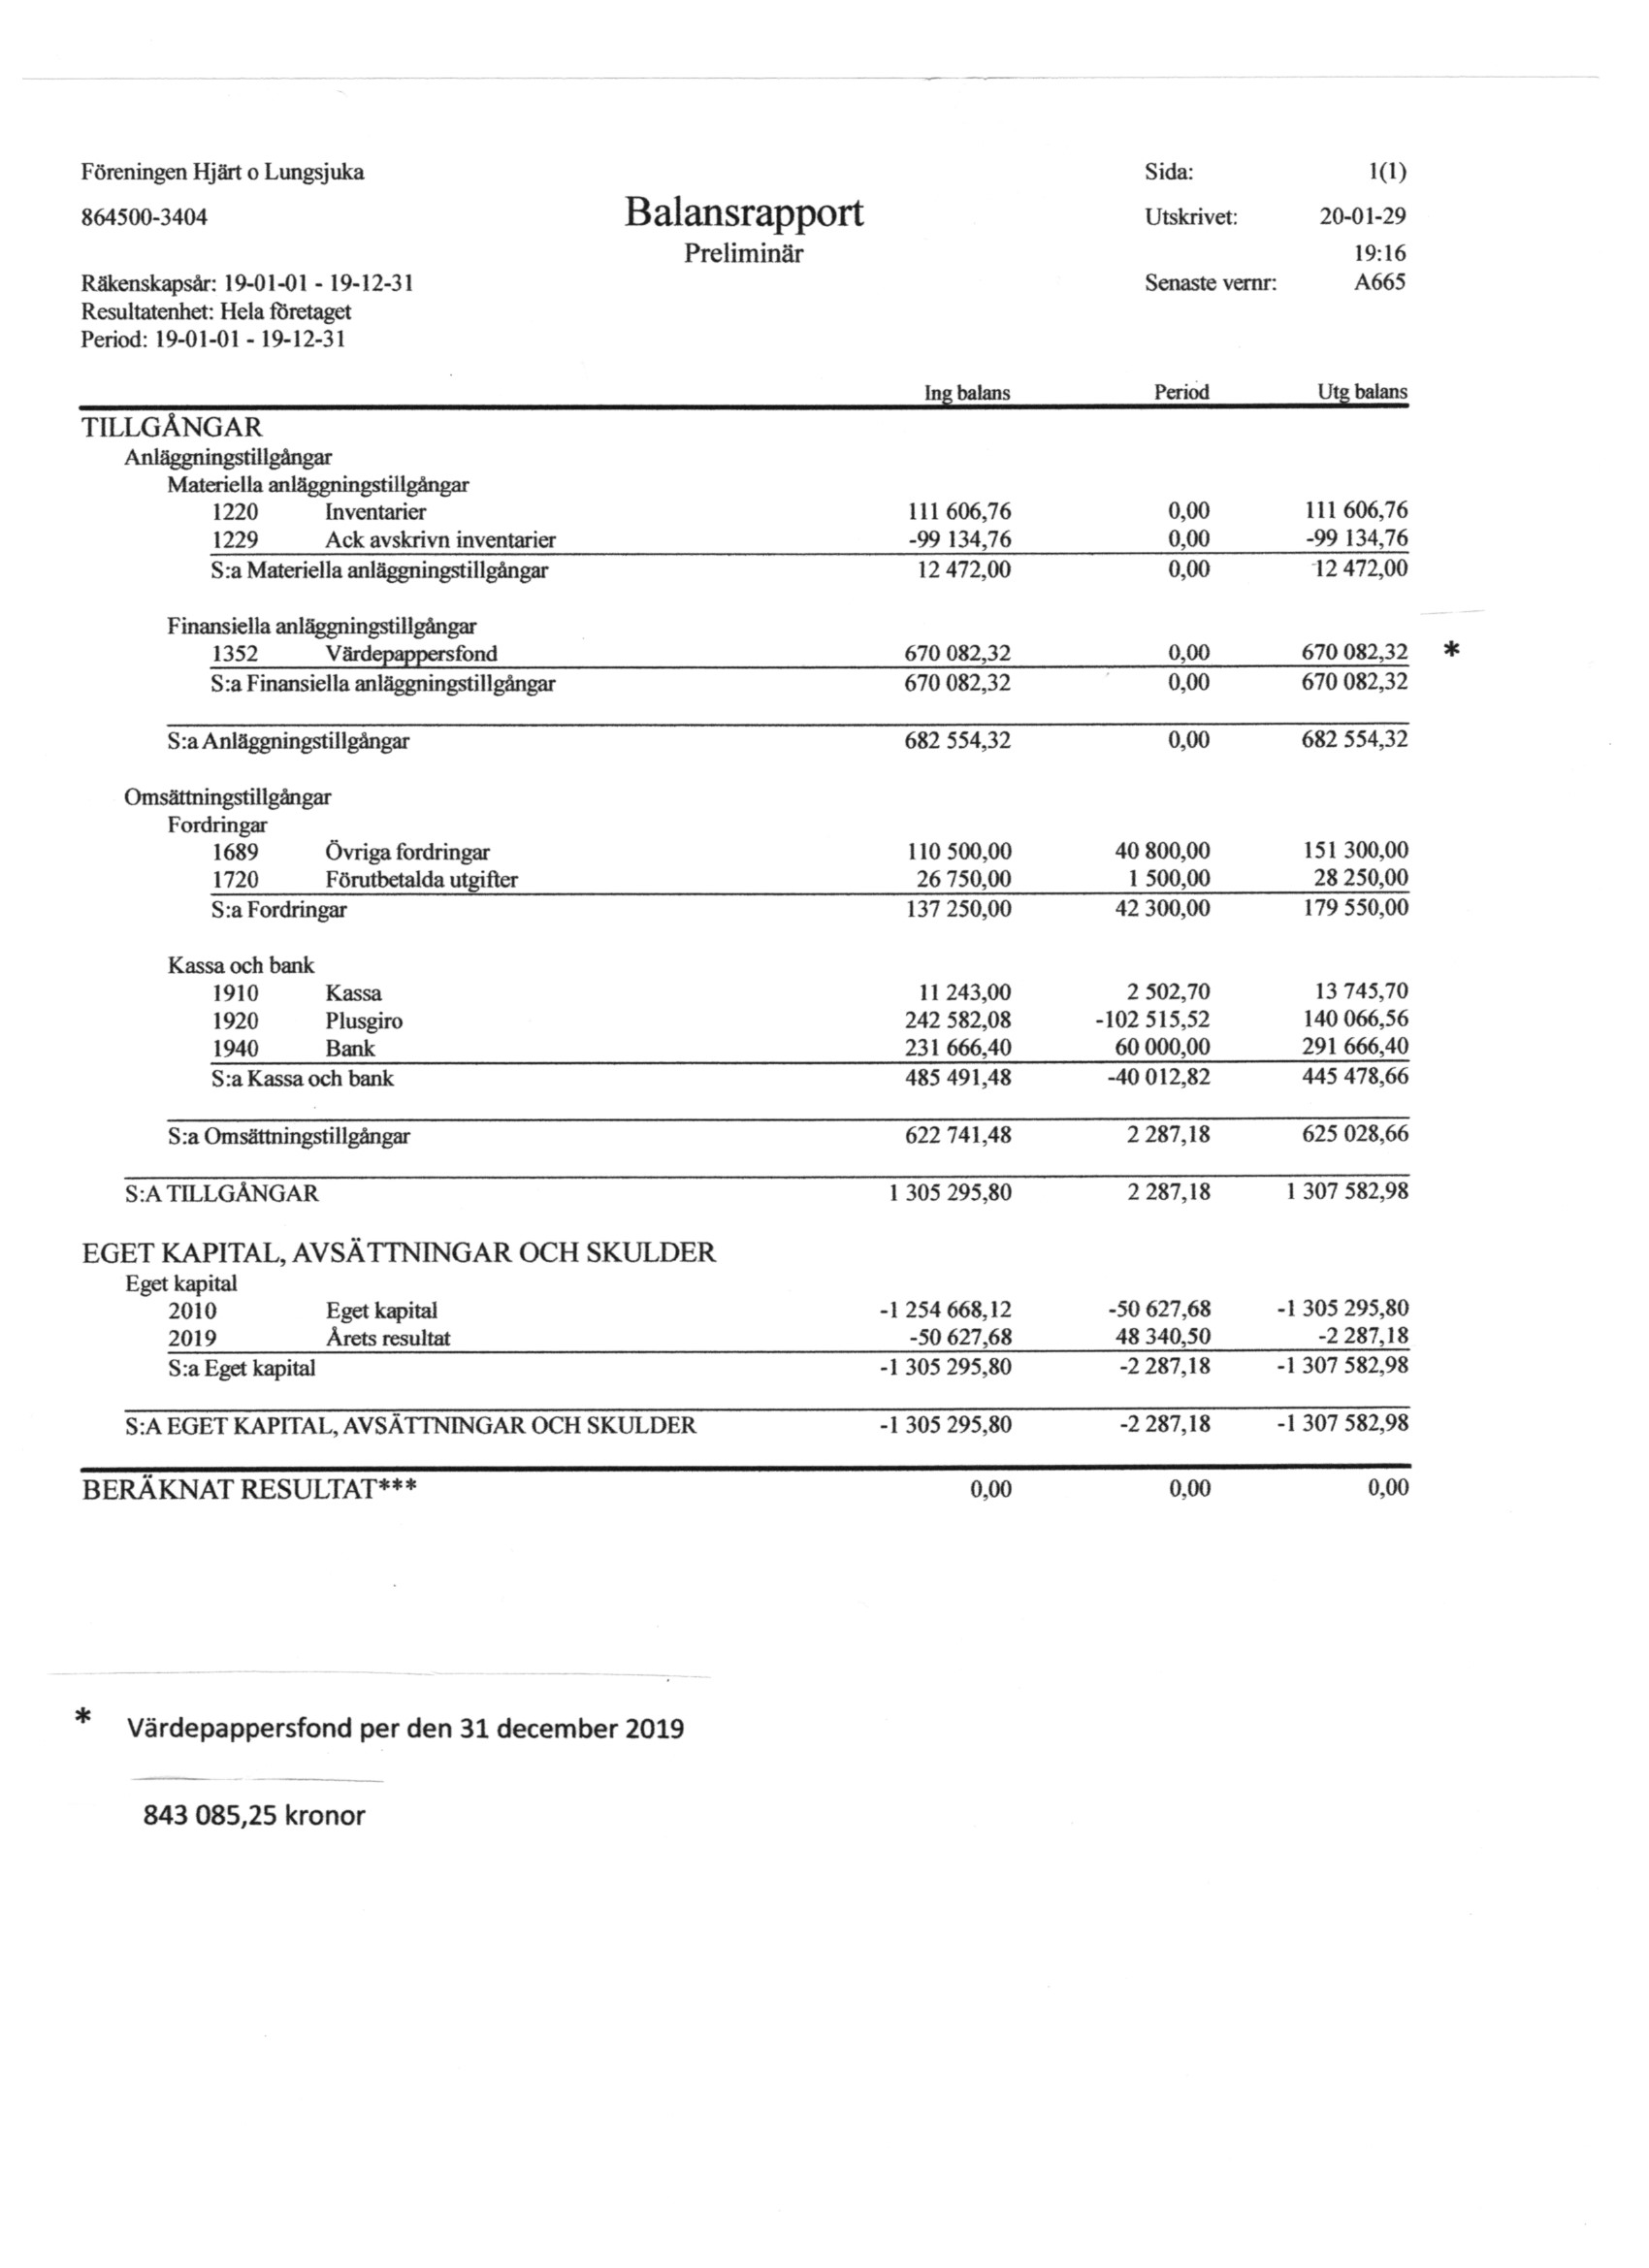 Föreningen Hjärt o Lungsjuka Sida: 1(1)
864500-3404 Balansrapport Utskrivet: 20-01-29
Preliminär 19:16
Räkenskapsår: 19-01-01 - 19-12-31 Senaste vernr: A665
Resultatenhet: Hela företaget
Period: 19-01-01 - 19-12-31
Ing balans Period Utg balans
TILLGÅNGAR
Anläggningstillgångar
Materiella anläggningstillgångar
1220 Inventarier 111 606,76 0,00 111 606,76
1229 Ack avskrivn inventarier -99 134,76 0,00 -99 134,76
S:a Materiella anläggningstillgångar 12 472,00 0,00 12 472,00
Finansiella anläggningstillgångar
1352 Värdepappersfond 670 082,32 0,00 670 082,32 *
S:a Finansiella anläggningstillgångar 670 082,32 0,00 670 082,32
S:a Anläggningstillgångar 682 554,32 0,00 682 554,32
Omsättningstillgångar
Fordringar
1689 Övriga fordringar 110 500,00 40 800,00 151 300,00
1720 Förutbetalda utgifter 26 750,00 1 500,00 28 250,00
S:a Fordringar 137 250,00 42 300,00 179 550,00
Kassa och bank
1910 Kassa 11 243,00 2 502,70 13 745,70
1920 Plusgiro 242 582,08 -102 515,52 140 066,56
1940 Bank 231 666,40 60 000,00 291 666,40
S:a Kassa och bank 485 491,48 -40 012,82 445 478,66
S:a Omsättningstillgångar 622 741,48 2 287,18 625 028,66
S:A TILLGÅNGAR 1 305 295,80 2 287,18 1 307 582,98
EGET KAPITAL, AVSÄTTNINGAR OCH SKULDER
Eget kapital
2010 Eget kapital -1 254 668,12 -50 627,68 -1 305 295,80
2019 Årets resultat -50 627,68 48 340,50 -2 287,18
S:a Eget kapital -1 305 295,80 -2 287,18 -1 307 582,98
S:A EGET KAPITAL, AVSÄTTNINGAR OCH SKULDER -1 305 295,80 -2 287,18 -1 307 582,98
BERÄKNAT RESULTAT*** 0,00 0,00 0,00
* Värdepappersfond per den 31 december 2019
843 085,25 kronor